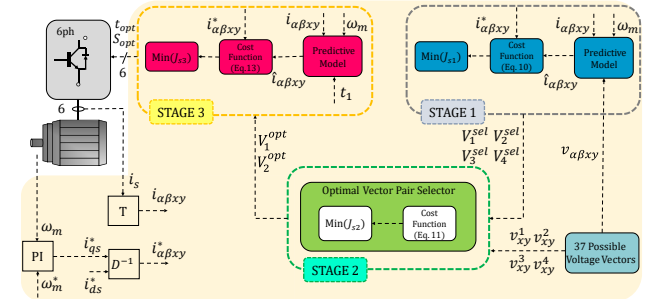 6ph
t_opt
S_opt
6
6
i*_αβxy
i_αβxy
ω_m
Min(J_s3)
Cost
Function
(Eq.13)
Predictive
Model
î_αβxy
t_1
STAGE 3
i*_αβxy
i_αβxy
ω_m
Min(J_s1)
Cost
Function
(Eq.10)
Predictive
Model
î_αβxy
STAGE 1
V_1^opt
V_2^opt
V_1^sel V_2^sel
V_3^sel V_4^sel
v_αβxy
Optimal Vector Pair Selector
Min(J_s2)
Cost
Function
(Eq.11)
STAGE 2
v_xy^1 v_xy^2
v_xy^3 v_xy^4
37 Possible
Voltage Vectors
i_s
T
i_αβxy
ω_m
PI
i*_qs
D^-1
i*_αβxy
ω*_m
i*_ds